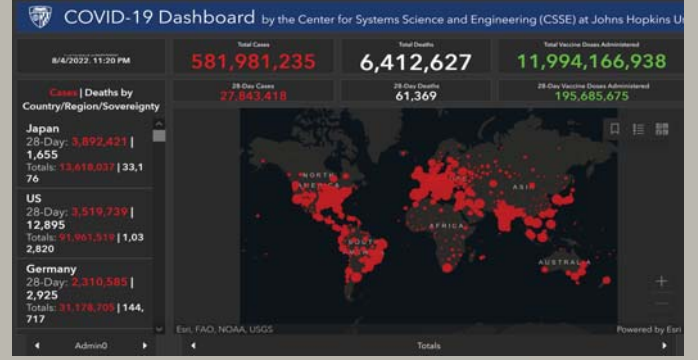 COVID-19 Dashboard by the Center for Systems Science and Engineering (CSSE) at Johns Hopkins Un
8/4/2022. 11:20 PM
Total Cases
581,981,235
Total Deaths
6,412,627
Total Vaccine Doses Administered
11,994,166,938
28-Day Cases
27,843,418
28-Day Deaths
61,369
28-Day Vaccine Doses Administered
195,685,675
Cases | Deaths by
Country/Region/Sovereignty
Japan
28-Day: 3,892,421 |
1,655
Totals: 13,618,037 | 33,1
76
US
28-Day: 3,519,739 |
12,895
Totals: 91,961,519 | 1,03
2,820
Germany
28-Day: 2,310,585 |
2,925
Totals: 31,178,705 | 144,
717
Admin0
NORTH
AMERICA
ASIA
AFRICA
SOUTH
AUSTRALIA
Esri, FAO, NOAA, USGS
Powered by Esri
Totals